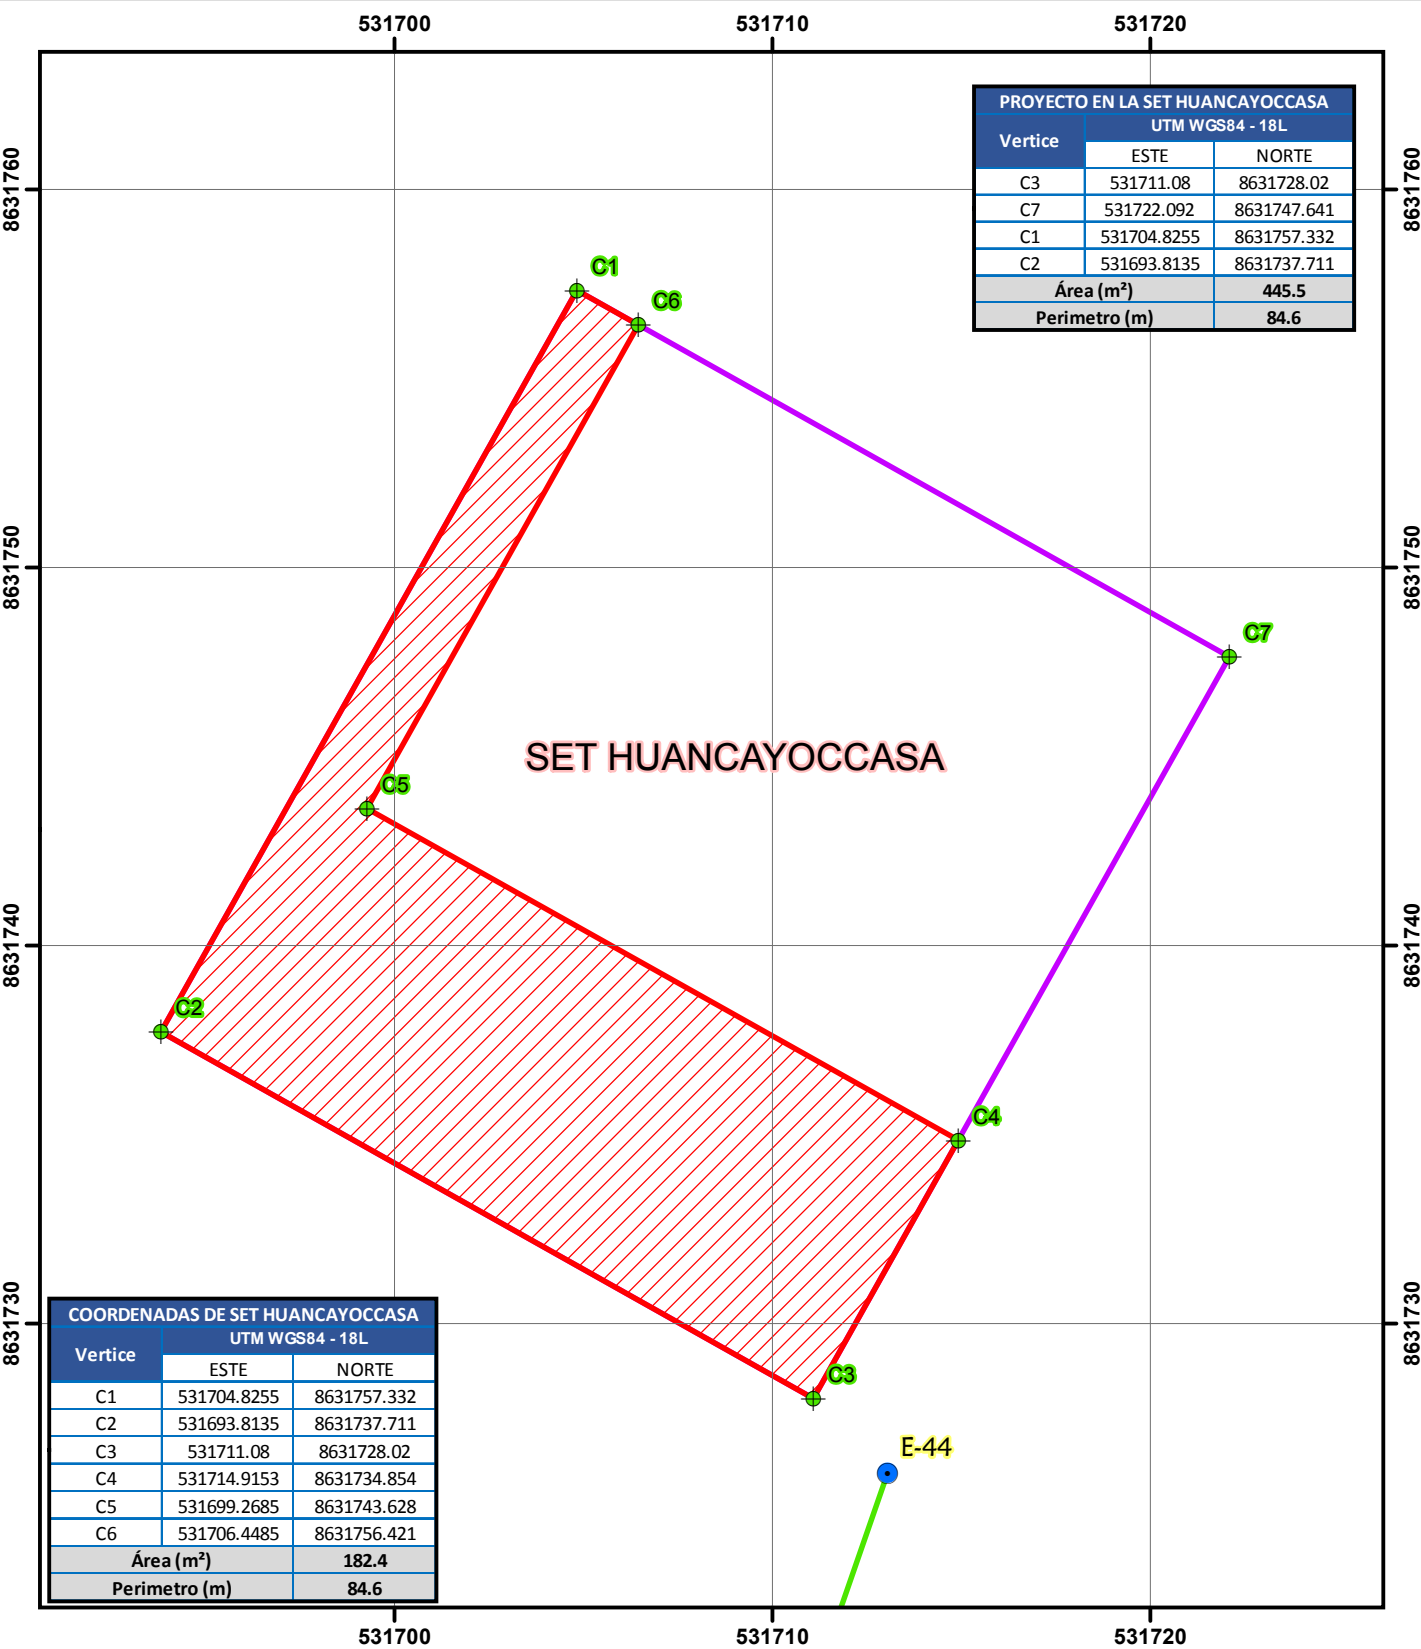 531700 531710 531720
PROYECTO EN LA SET HUANCAYOCCASA
Vertice UTM WGS84 - 18L
ESTE NORTE
C3 531711.08 8631728.02
C7 531722.092 8631747.641
C1 531704.8255 8631757.332
C2 531693.8135 8631737.711
Área (m²) 445.5
Perimetro (m) 84.6
8631760 8631760
C1
C6
8631750 8631750
C7
SET HUANCAYOCCASA
C5
8631740 8631740
C2
C4
8631730 8631730
C3
E-44
COORDENADAS DE SET HUANCAYOCCASA
Vertice UTM WGS84 - 18L
ESTE NORTE
C1 531704.8255 8631757.332
C2 531693.8135 8631737.711
C3 531711.08 8631728.02
C4 531714.9153 8631734.854
C5 531699.2685 8631743.628
C6 531706.4485 8631756.421
Área (m²) 182.4
Perimetro (m) 84.6
531700 531710 531720